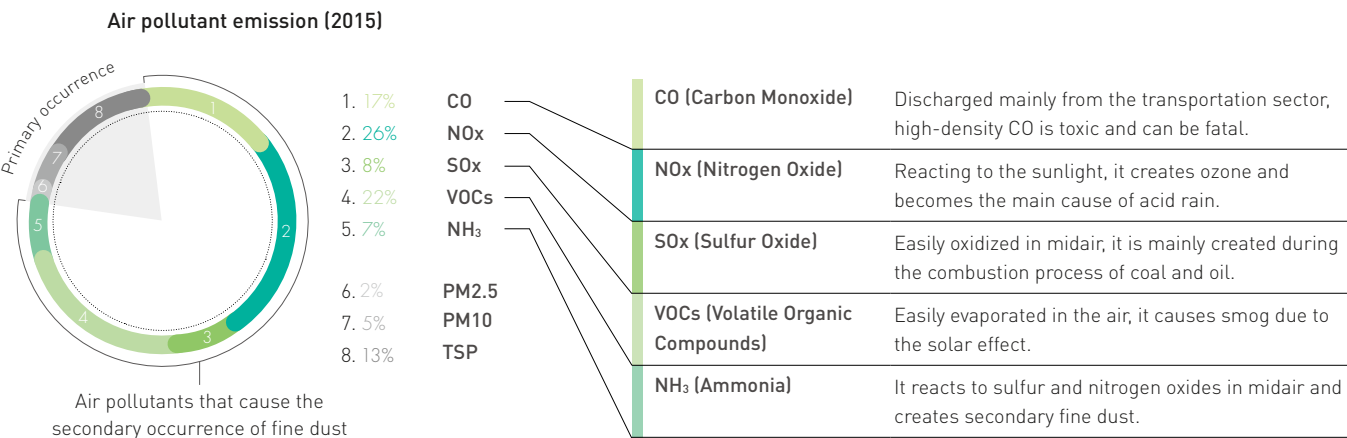 Air pollutant emission (2015)
Primary occurrence
1
2
3
4
5
6
7
8
1. 17% CO
2. 26% NOx
3. 8% SOx
4. 22% VOCs
5. 7% NH₃
6. 2% PM2.5
7. 5% PM10
8. 13% TSP
Air pollutants that cause the
secondary occurrence of fine dust
CO (Carbon Monoxide)
Discharged mainly from the transportation sector,
high-density CO is toxic and can be fatal.
NOx (Nitrogen Oxide)
Reacting to the sunlight, it creates ozone and
becomes the main cause of acid rain.
SOx (Sulfur Oxide)
Easily oxidized in midair, it is mainly created during
the combustion process of coal and oil.
VOCs (Volatile Organic
Compounds)
Easily evaporated in the air, it causes smog due to
the solar effect.
NH₃ (Ammonia)
It reacts to sulfur and nitrogen oxides in midair and
creates secondary fine dust.